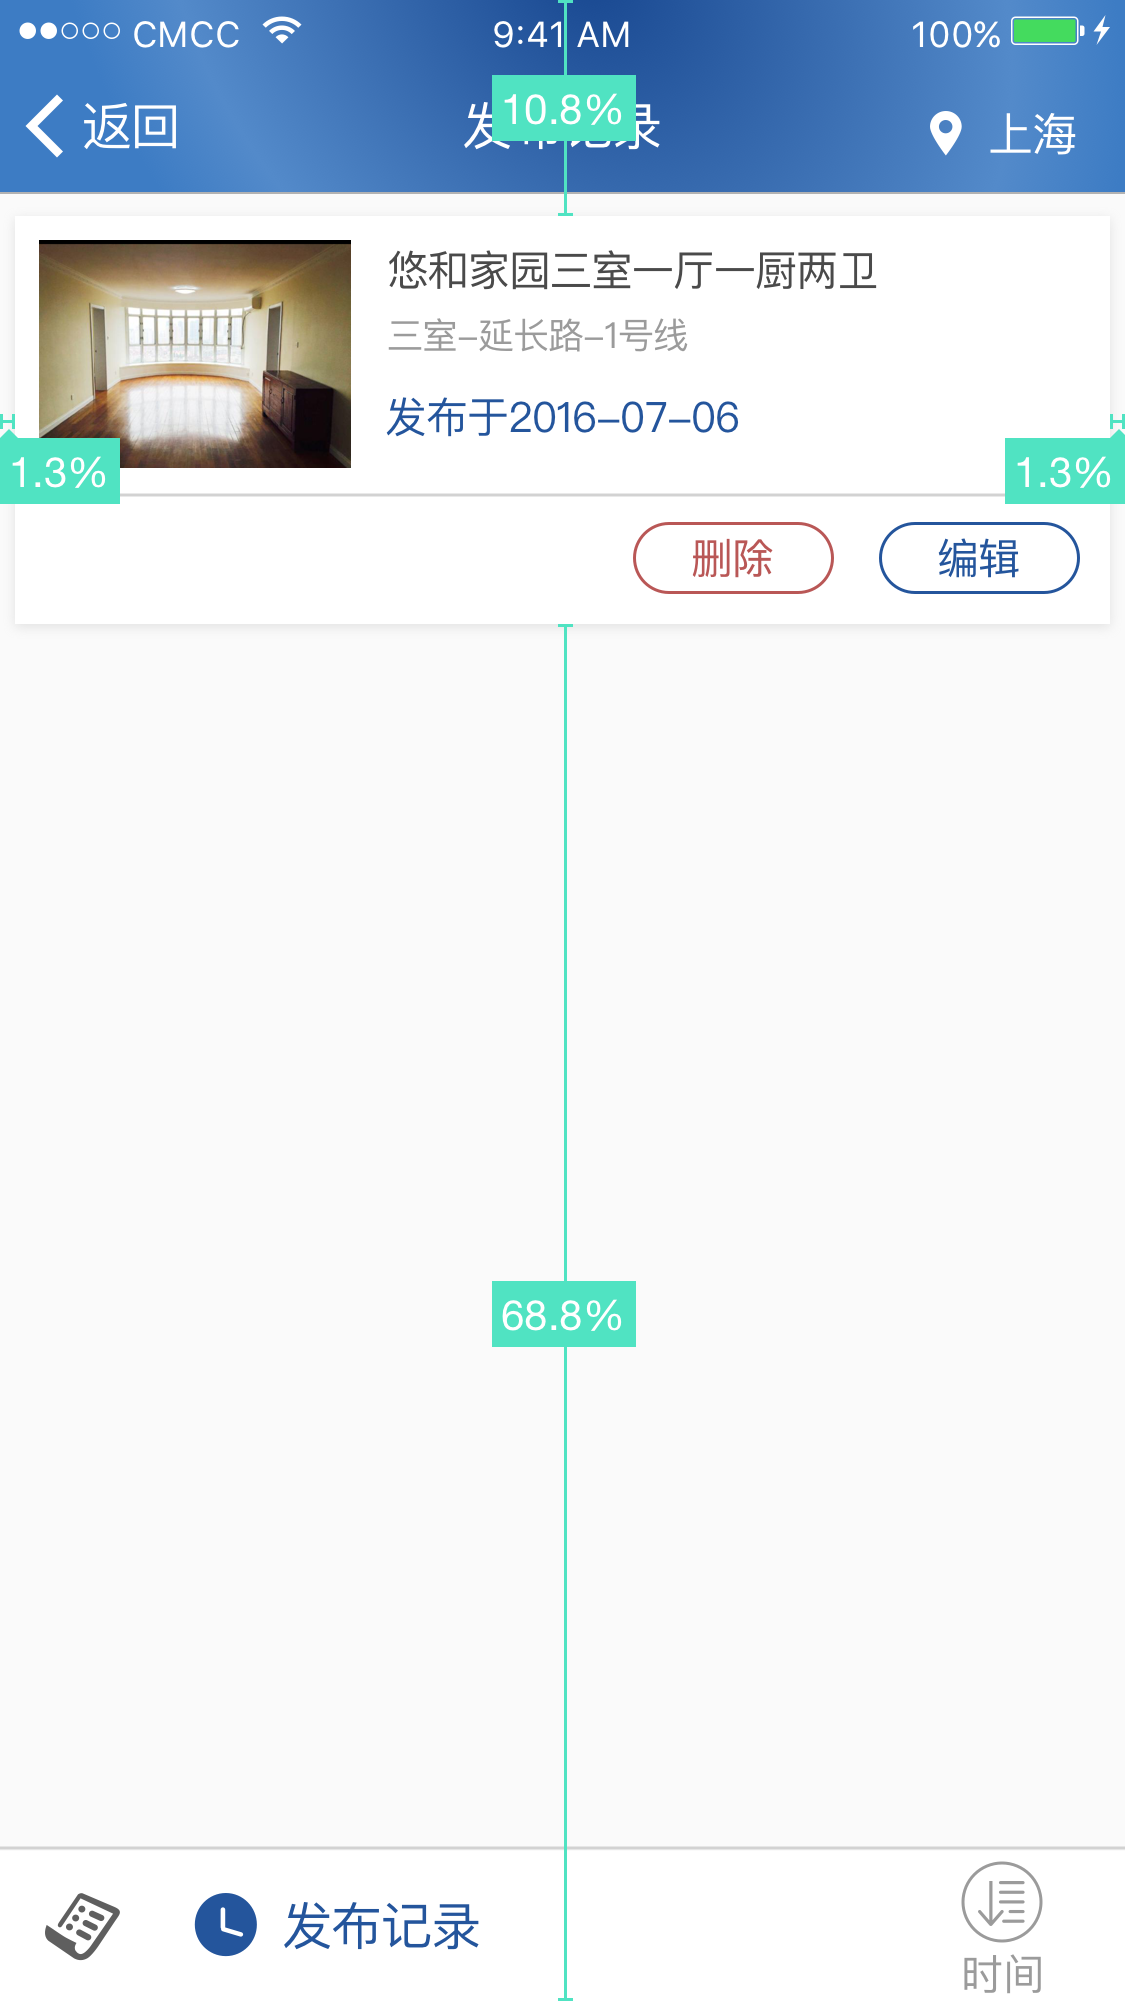 CMCC 9:41 AM 100%
返回 发布记录 上海
10.8%
悠和家园三室一厅一厨两卫
三室-延长路-1号线
发布于2016-07-06
1.3% 1.3%
删除 编辑
68.8%
发布记录
时间